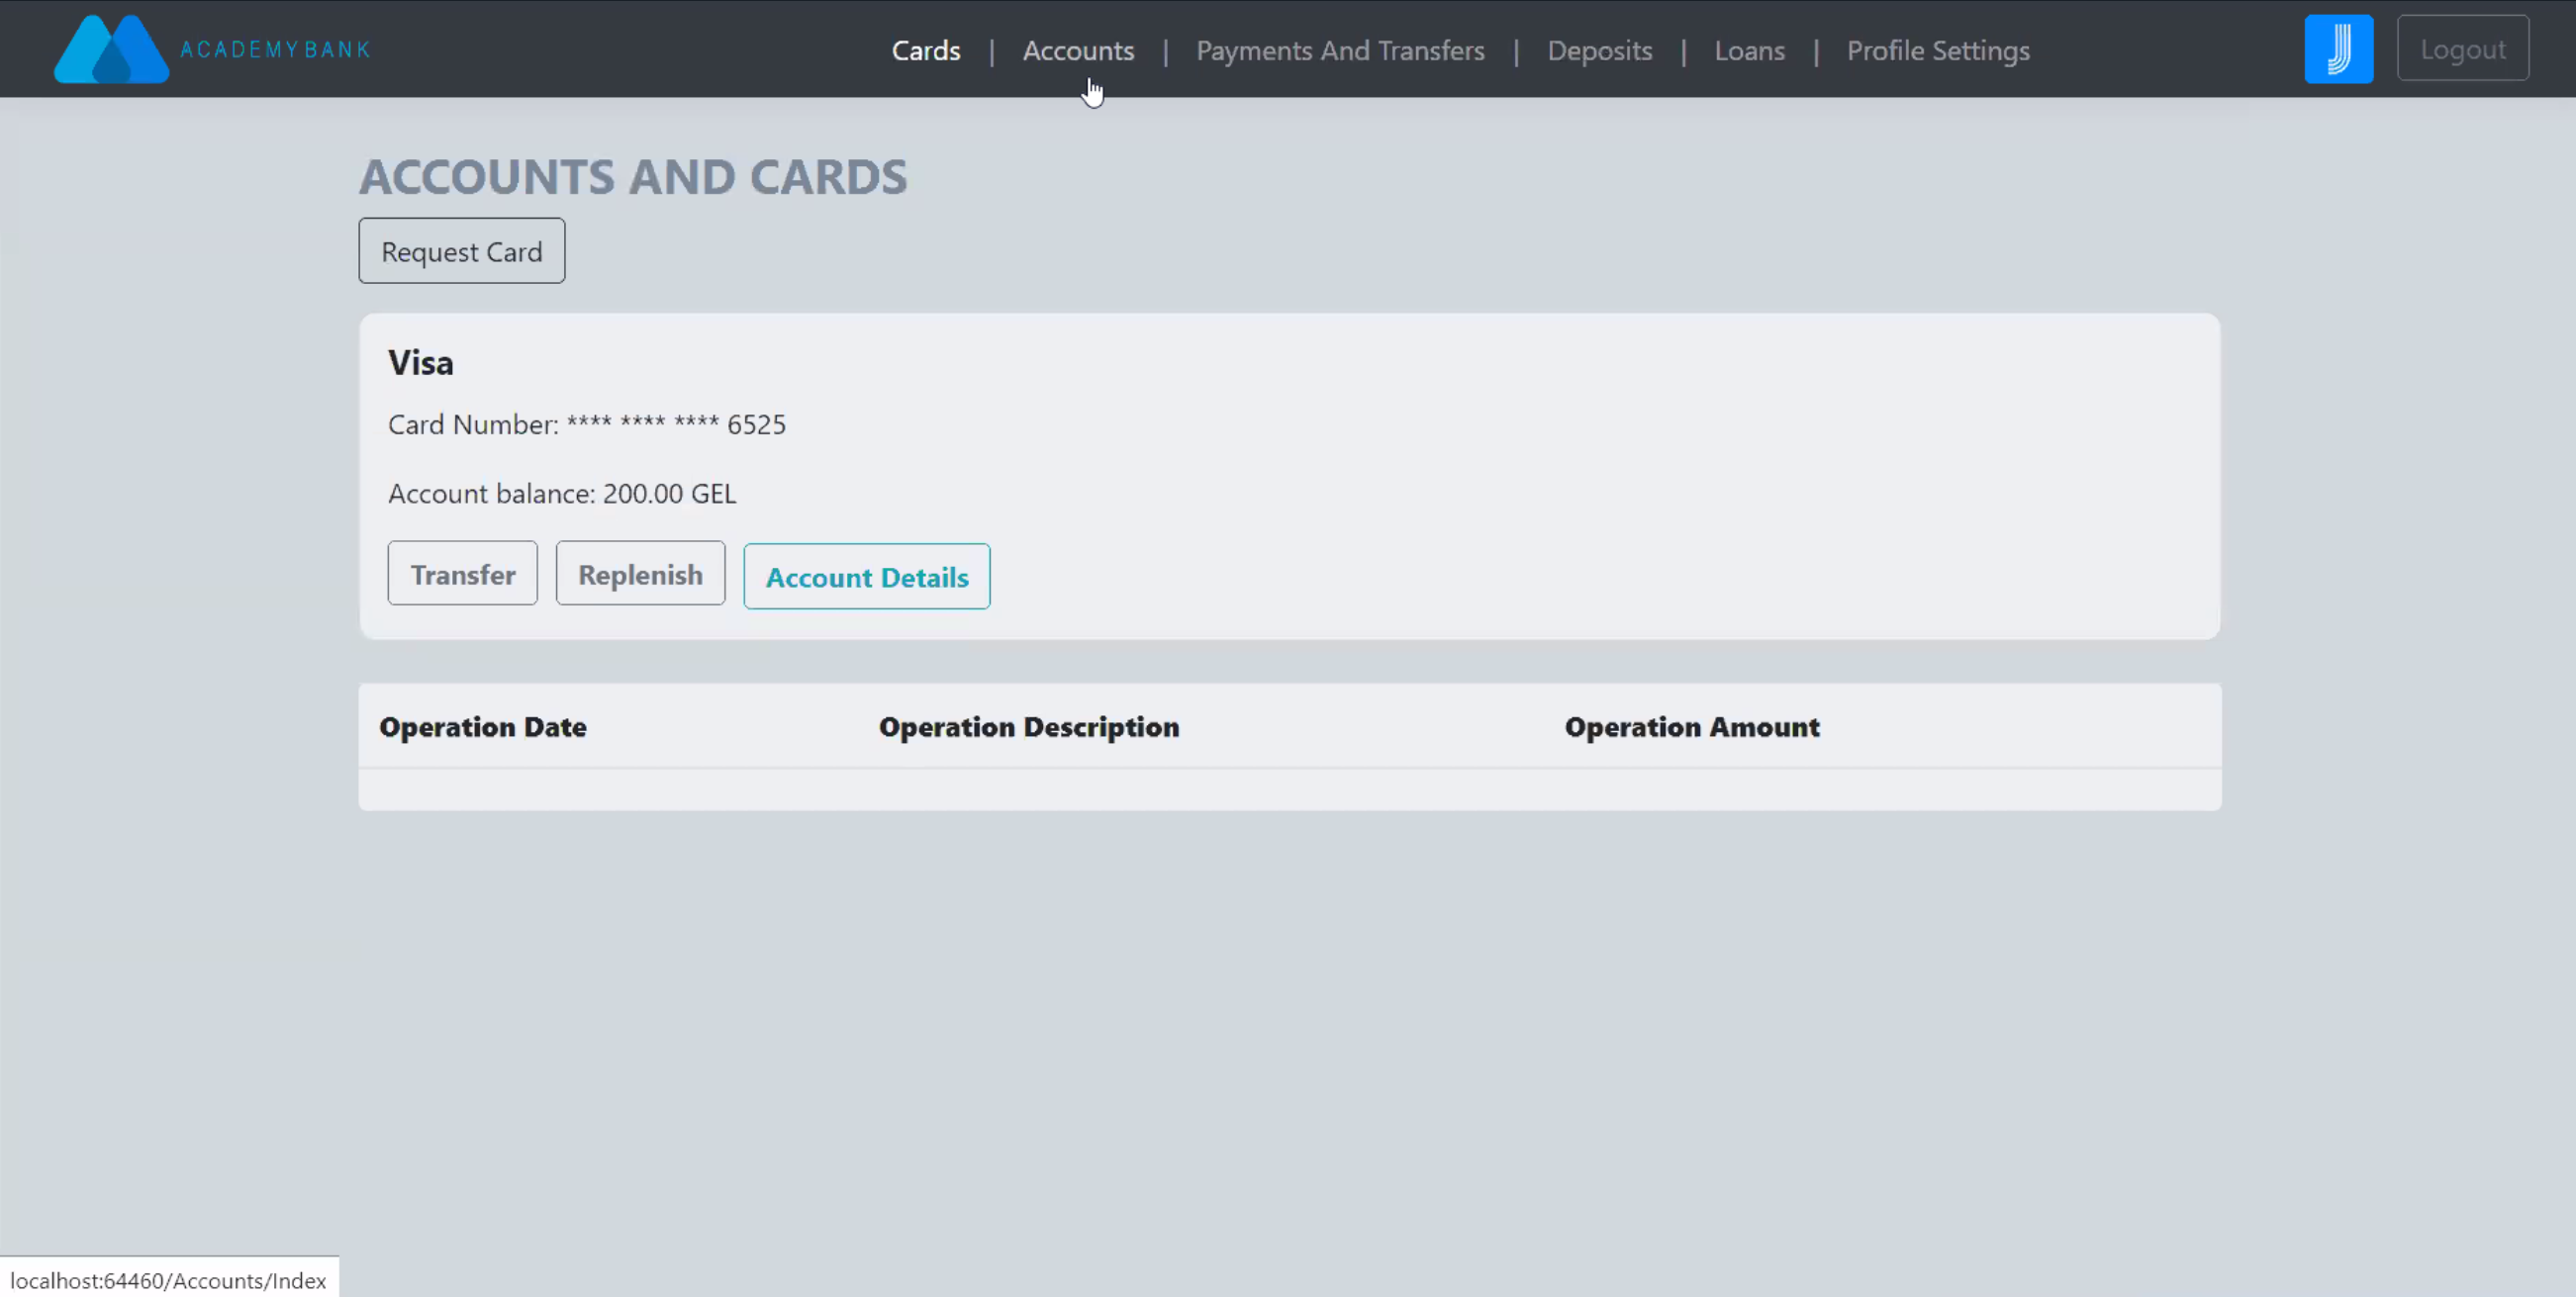 ACADEMYBANK
Cards | Accounts | Payments And Transfers | Deposits | Loans | Profile Settings
J
Logout
ACCOUNTS AND CARDS
Request Card
Visa
Card Number: **** **** **** 6525
Account balance: 200.00 GEL
Transfer Replenish Account Details
Operation Date Operation Description Operation Amount
localhost:64460/Accounts/Index